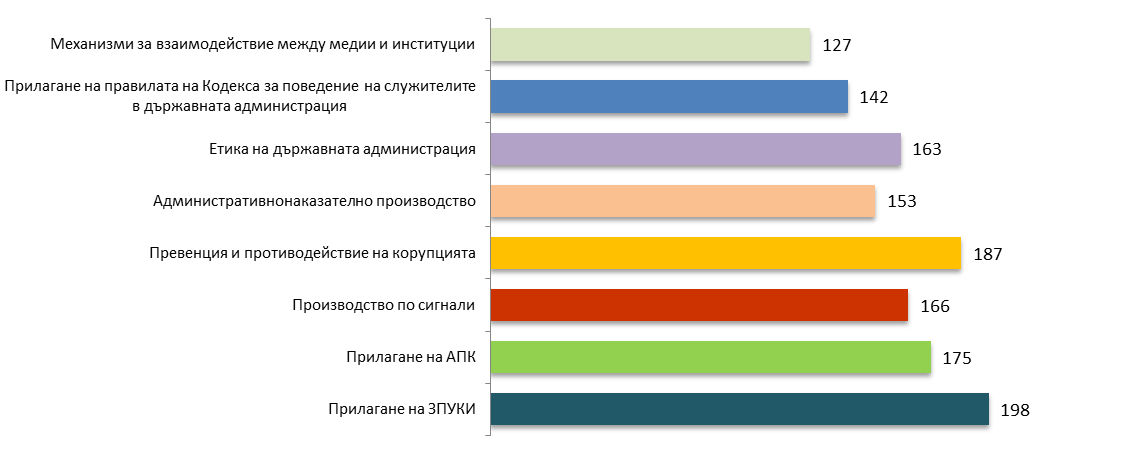 Механизми за взаимодействие между медии и институции
127
Прилагане на правилата на Кодекса за поведение на служителите
в държавната администрация
142
Етика на държавната администрация
163
Административнонаказателно производство
153
Превенция и противодействие на корупцията
187
Производство по сигнали
166
Прилагане на АПК
175
Прилагане на ЗПУКИ
198